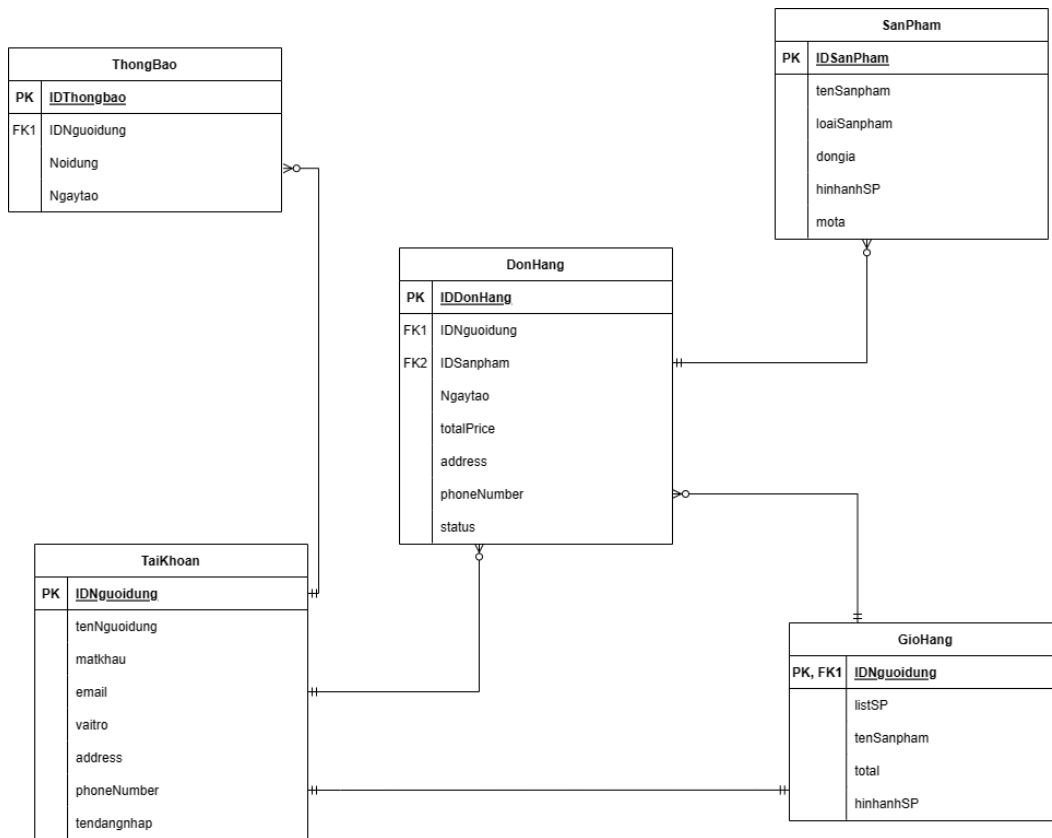 ThongBao
PK IDThongbao
FK1 IDNguoidung
Noidung
Ngaytao
SanPham
PK IDSanPham
tenSanpham
loaiSanpham
dongia
hinhanhSP
mota
DonHang
PK IDDonHang
FK1 IDNguoidung
FK2 IDSanpham
Ngaytao
totalPrice
address
phoneNumber
status
TaiKhoan
PK IDNguoidung
tenNguoidung
matkhau
email
vaitro
address
phoneNumber
tendangnhap
GioHang
PK, FK1 IDNguoidung
listSP
tenSanpham
total
hinhanhSP